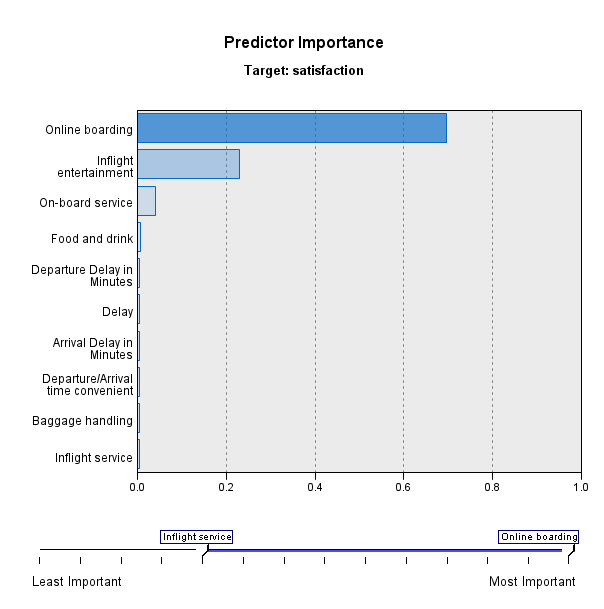 Predictor Importance
Target: satisfaction
Online boarding
Inflight
entertainment
On-board service
Food and drink
Departure Delay in
Minutes
Delay
Arrival Delay in
Minutes
Departure/Arrival
time convenient
Baggage handling
Inflight service
0.0 0.2 0.4 0.6 0.8 1.0
Inflight service Online boarding
Least Important Most Important